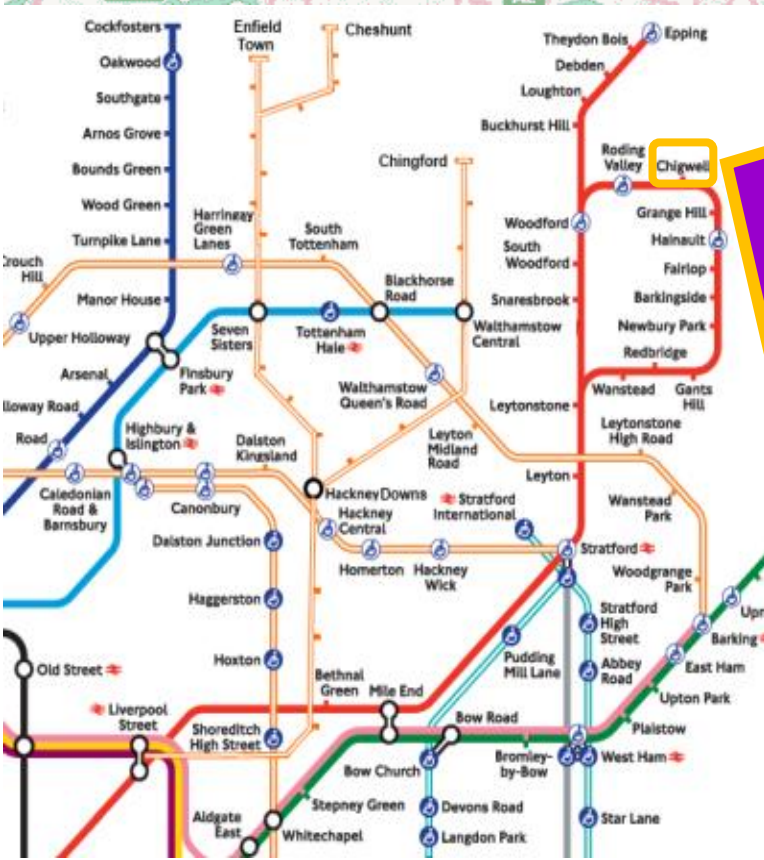 Cockfosters
Enfield
Town
Cheshunt
Theydon Bois
Epping
Oakwood
Debden
Southgate
Loughton
Arnos Grove
Buckhurst Hill
Bounds Green
Chingford
Roding
Valley
Chigwell
Wood Green
Harringay
Green
Lanes
South
Tottenham
Woodford
Grange Hill
Turnpike Lane
South
Woodford
Hainault
Crouch
Hill
Fairlop
Manor House
Blackhorse
Road
Snaresbrook
Barkingside
Upper Holloway
Seven
Sisters
Tottenham
Hale
Walthamstow
Central
Newbury Park
Redbridge
Arsenal
Finsbury
Park
Walthamstow
Queen's Road
Wanstead
Gants
Hill
lloway Road
Leytonstone
Road
Highbury &
Islington
Dalston
Kingsland
Leyton
Midland
Road
Leytonstone
High Road
Leyton
Caledonian
Road &
Barnsbury
Canonbury
Hackney Downs
Stratford
International
Wanstead
Park
Hackney
Central
Dalston Junction
Homerton
Hackney
Wick
Stratford
Woodgrange
Park
Haggerston
Stratford
High
Street
Upr
Barking
Hoxton
Pudding
Mill Lane
Abbey
Road
East Ham
Old Street
Bethnal
Green
Mile End
Upton Park
Liverpool
Street
Shoreditch
High Street
Bow Road
Plaistow
Bow Church
Bromley-
by-Bow
West Ham
Stepney Green
Devons Road
Aldgate
East
Whitechapel
Langdon Park
Star Lane